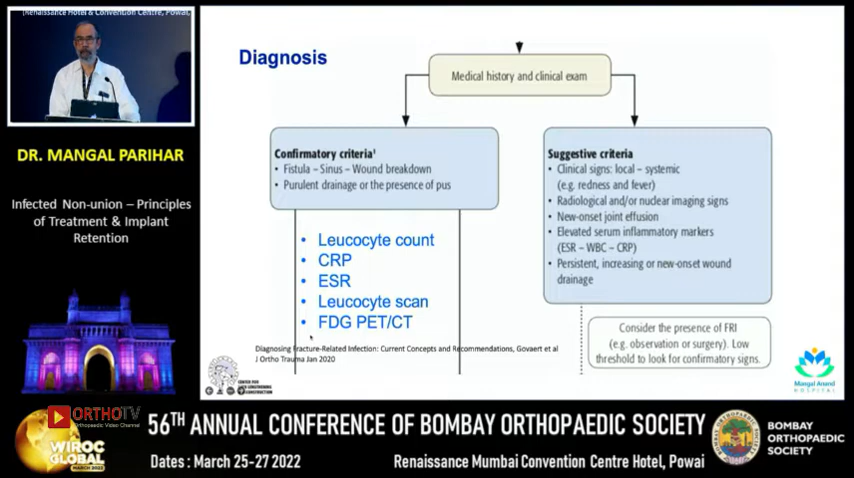 (Renaissance Hotel & Convention Centre, Powai,
DR. MANGAL PARIHAR
Infected Non-union – Principles
of Treatment & Implant
Retention
Diagnosis
Medical history and clinical exam
Confirmatory criteria¹
• Fistula – Sinus – Wound breakdown
• Purulent drainage or the presence of pus
Suggestive criteria
• Clinical signs: local – systemic
(e.g. redness and fever)
• Radiological and/or nuclear imaging signs
• New-onset joint effusion
• Elevated serum inflammatory markers
(ESR – WBC – CRP)
• Persistent, increasing or new-onset wound
drainage
• Leucocyte count
• CRP
• ESR
• Leucocyte scan
• FDG PET/CT
Consider the presence of FRI
(e.g. observation or surgery). Low
threshold to look for confirmatory signs.
Diagnosing Fracture-Related Infection: Current Concepts and Recommendations, Govaert et al
J Ortho Trauma Jan 2020
Mangal Anand
HOSPITAL
ORTHOTV
Orthopaedic Video Channel
WIROC
GLOBAL
MARCH 2022
56TH ANNUAL CONFERENCE OF BOMBAY ORTHOPAEDIC SOCIETY
Dates : March 25-27 2022
Renaissance Mumbai Convention Centre Hotel, Powai
BOMBAY
ORTHOPAEDIC
SOCIETY